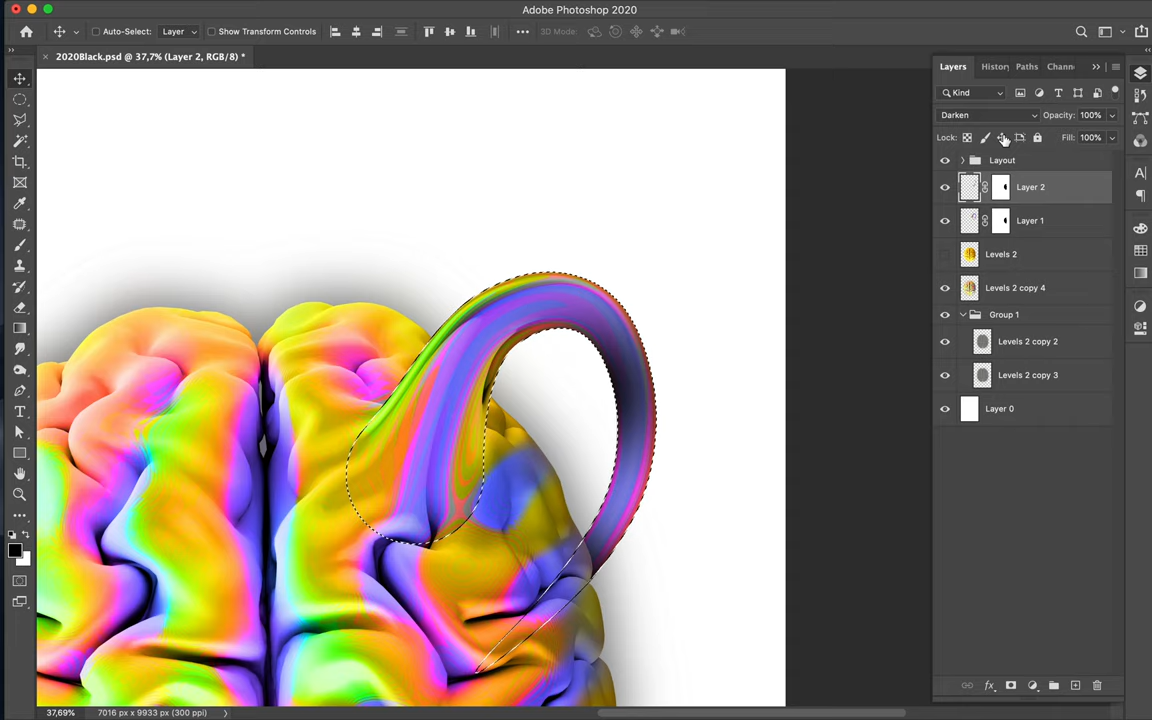 Adobe Photoshop 2020
Auto-Select: Layer Show Transform Controls 3D Mode:
2020Black.psd @ 37,7% (Layer 2, RGB/8) *
Layers Histor Paths Chann
Kind
Darken Opacity: 100%
Lock: Fill: 100%
Layout
Layer 2
Layer 1
Levels 2
Levels 2 copy 4
Group 1
Levels 2 copy 2
Levels 2 copy 3
Layer 0
37,69% 7016 px x 9933 px (300 ppi)